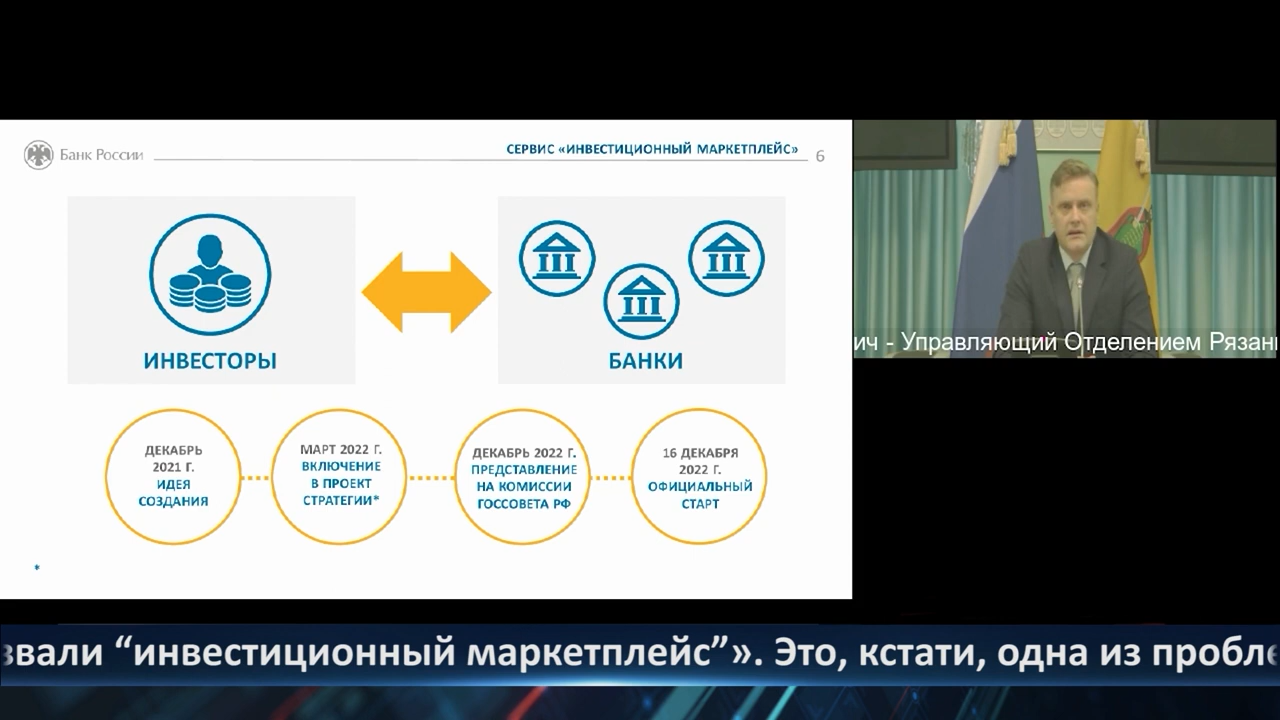 Банк России
СЕРВИС «ИНВЕСТИЦИОННЫЙ МАРКЕТПЛЕЙС»
6
ИНВЕСТОРЫ
БАНКИ
ДЕКАБРЬ
2021 Г.
ИДЕЯ
СОЗДАНИЯ
МАРТ 2022 Г.
ВКЛЮЧЕНИЕ
В ПРОЕКТ
СТРАТЕГИИ*
ДЕКАБРЬ 2022 Г.
ПРЕДСТАВЛЕНИЕ
НА КОМИССИИ
ГОССОВЕТА РФ
16 ДЕКАБРЯ
2022 Г.
ОФИЦИАЛЬНЫЙ
СТАРТ
*
ич - Управляющий Отделением Рязан
звали “инвестиционный маркетплейс”». Это, кстати, одна из пробле